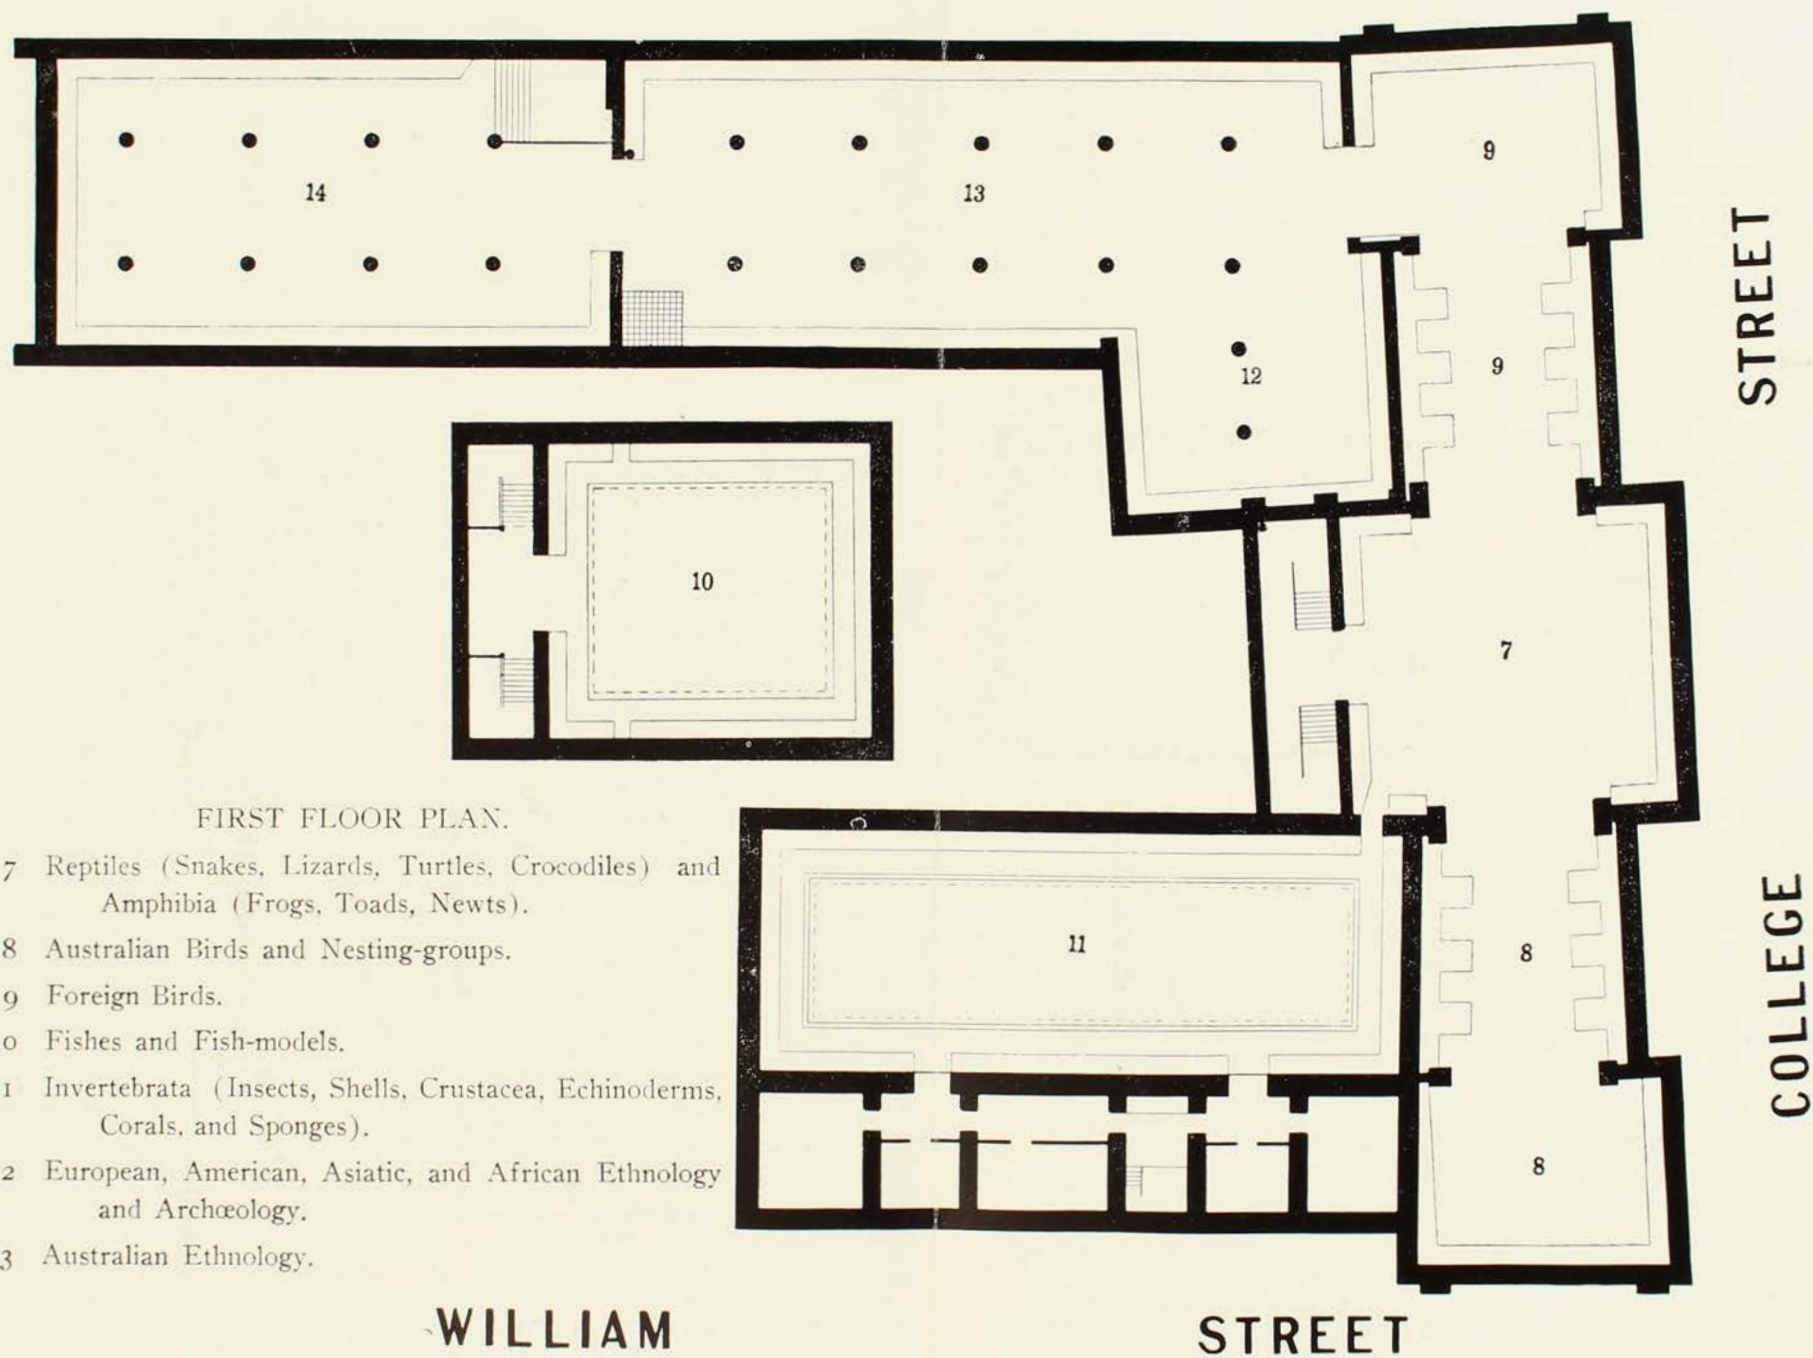 14
13
9
12
9
10
7
11
8
8
STREET
COLLEGE
FIRST FLOOR PLAN.
7 Reptiles (Snakes, Lizards, Turtles, Crocodiles) and
Amphibia (Frogs, Toads, Newts).
8 Australian Birds and Nesting-groups.
9 Foreign Birds.
0 Fishes and Fish-models.
1 Invertebrata (Insects, Shells, Crustacea, Echinoderms,
Corals, and Sponges).
2 European, American, Asiatic, and African Ethnology
and Archæology.
3 Australian Ethnology.
WILLIAM STREET